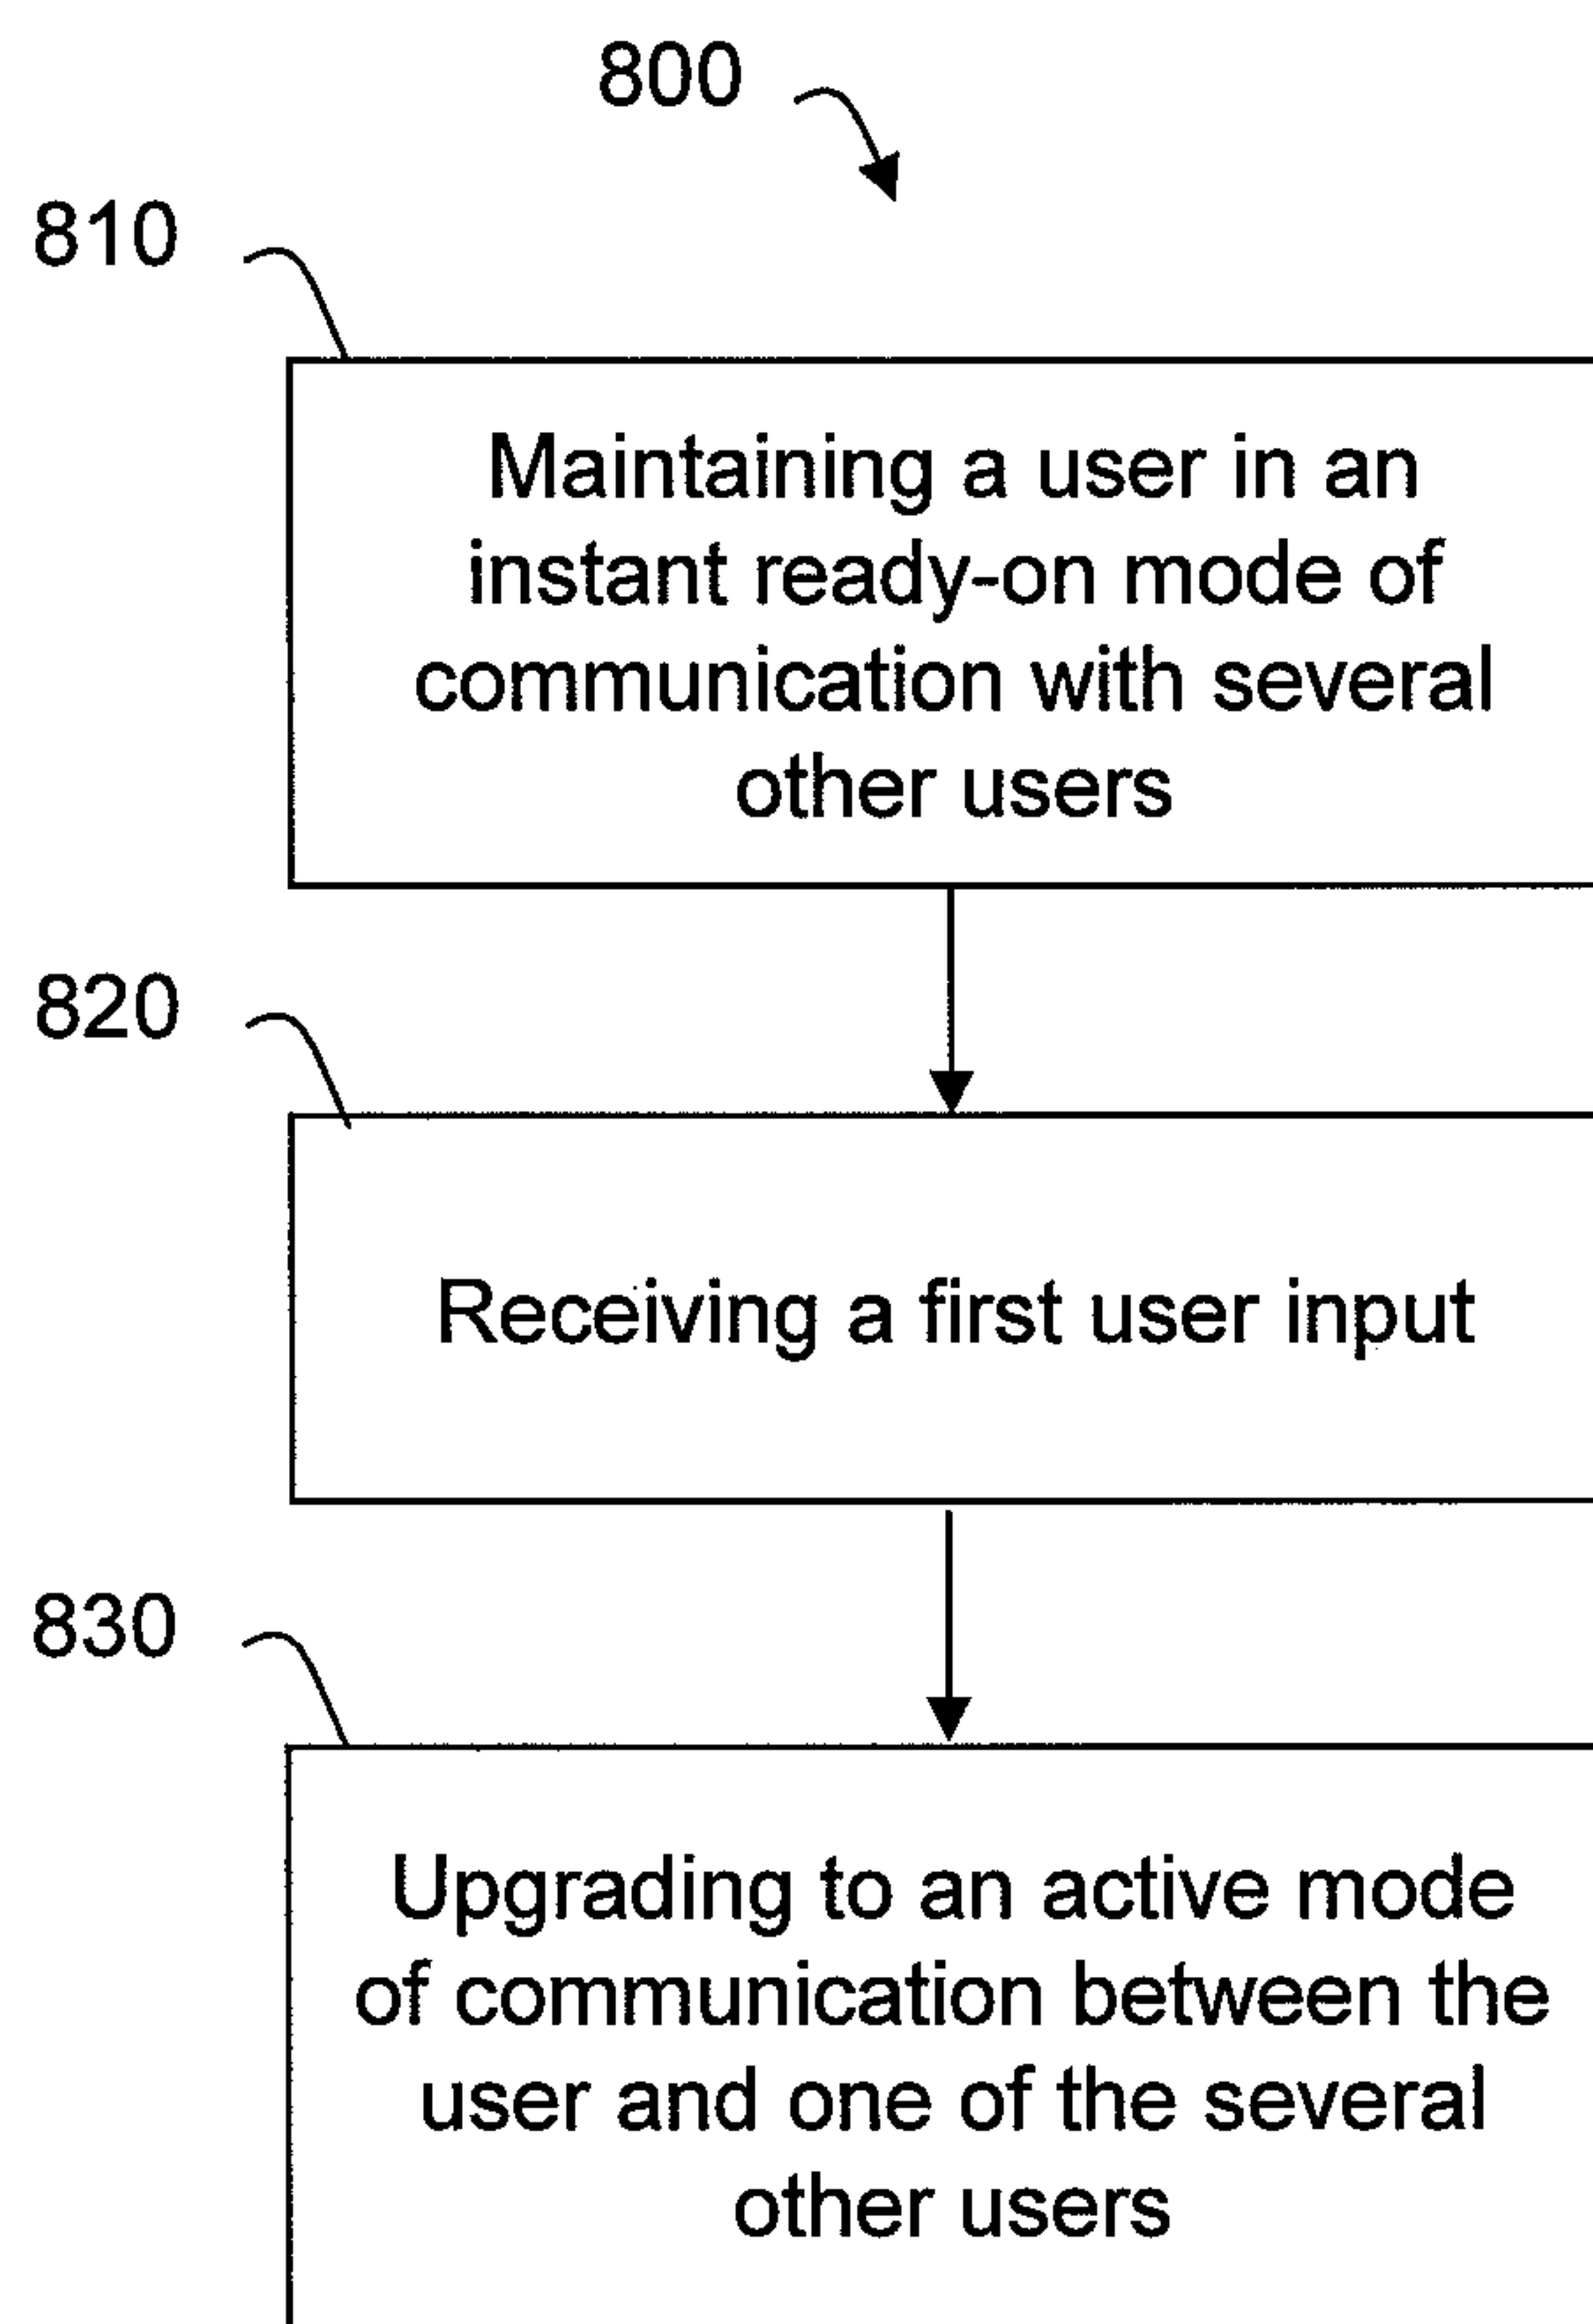 800
810
Maintaining a user in an
instant ready-on mode of
communication with several
other users
820
Receiving a first user input
830
Upgrading to an active mode
of communication between the
user and one of the several
other users